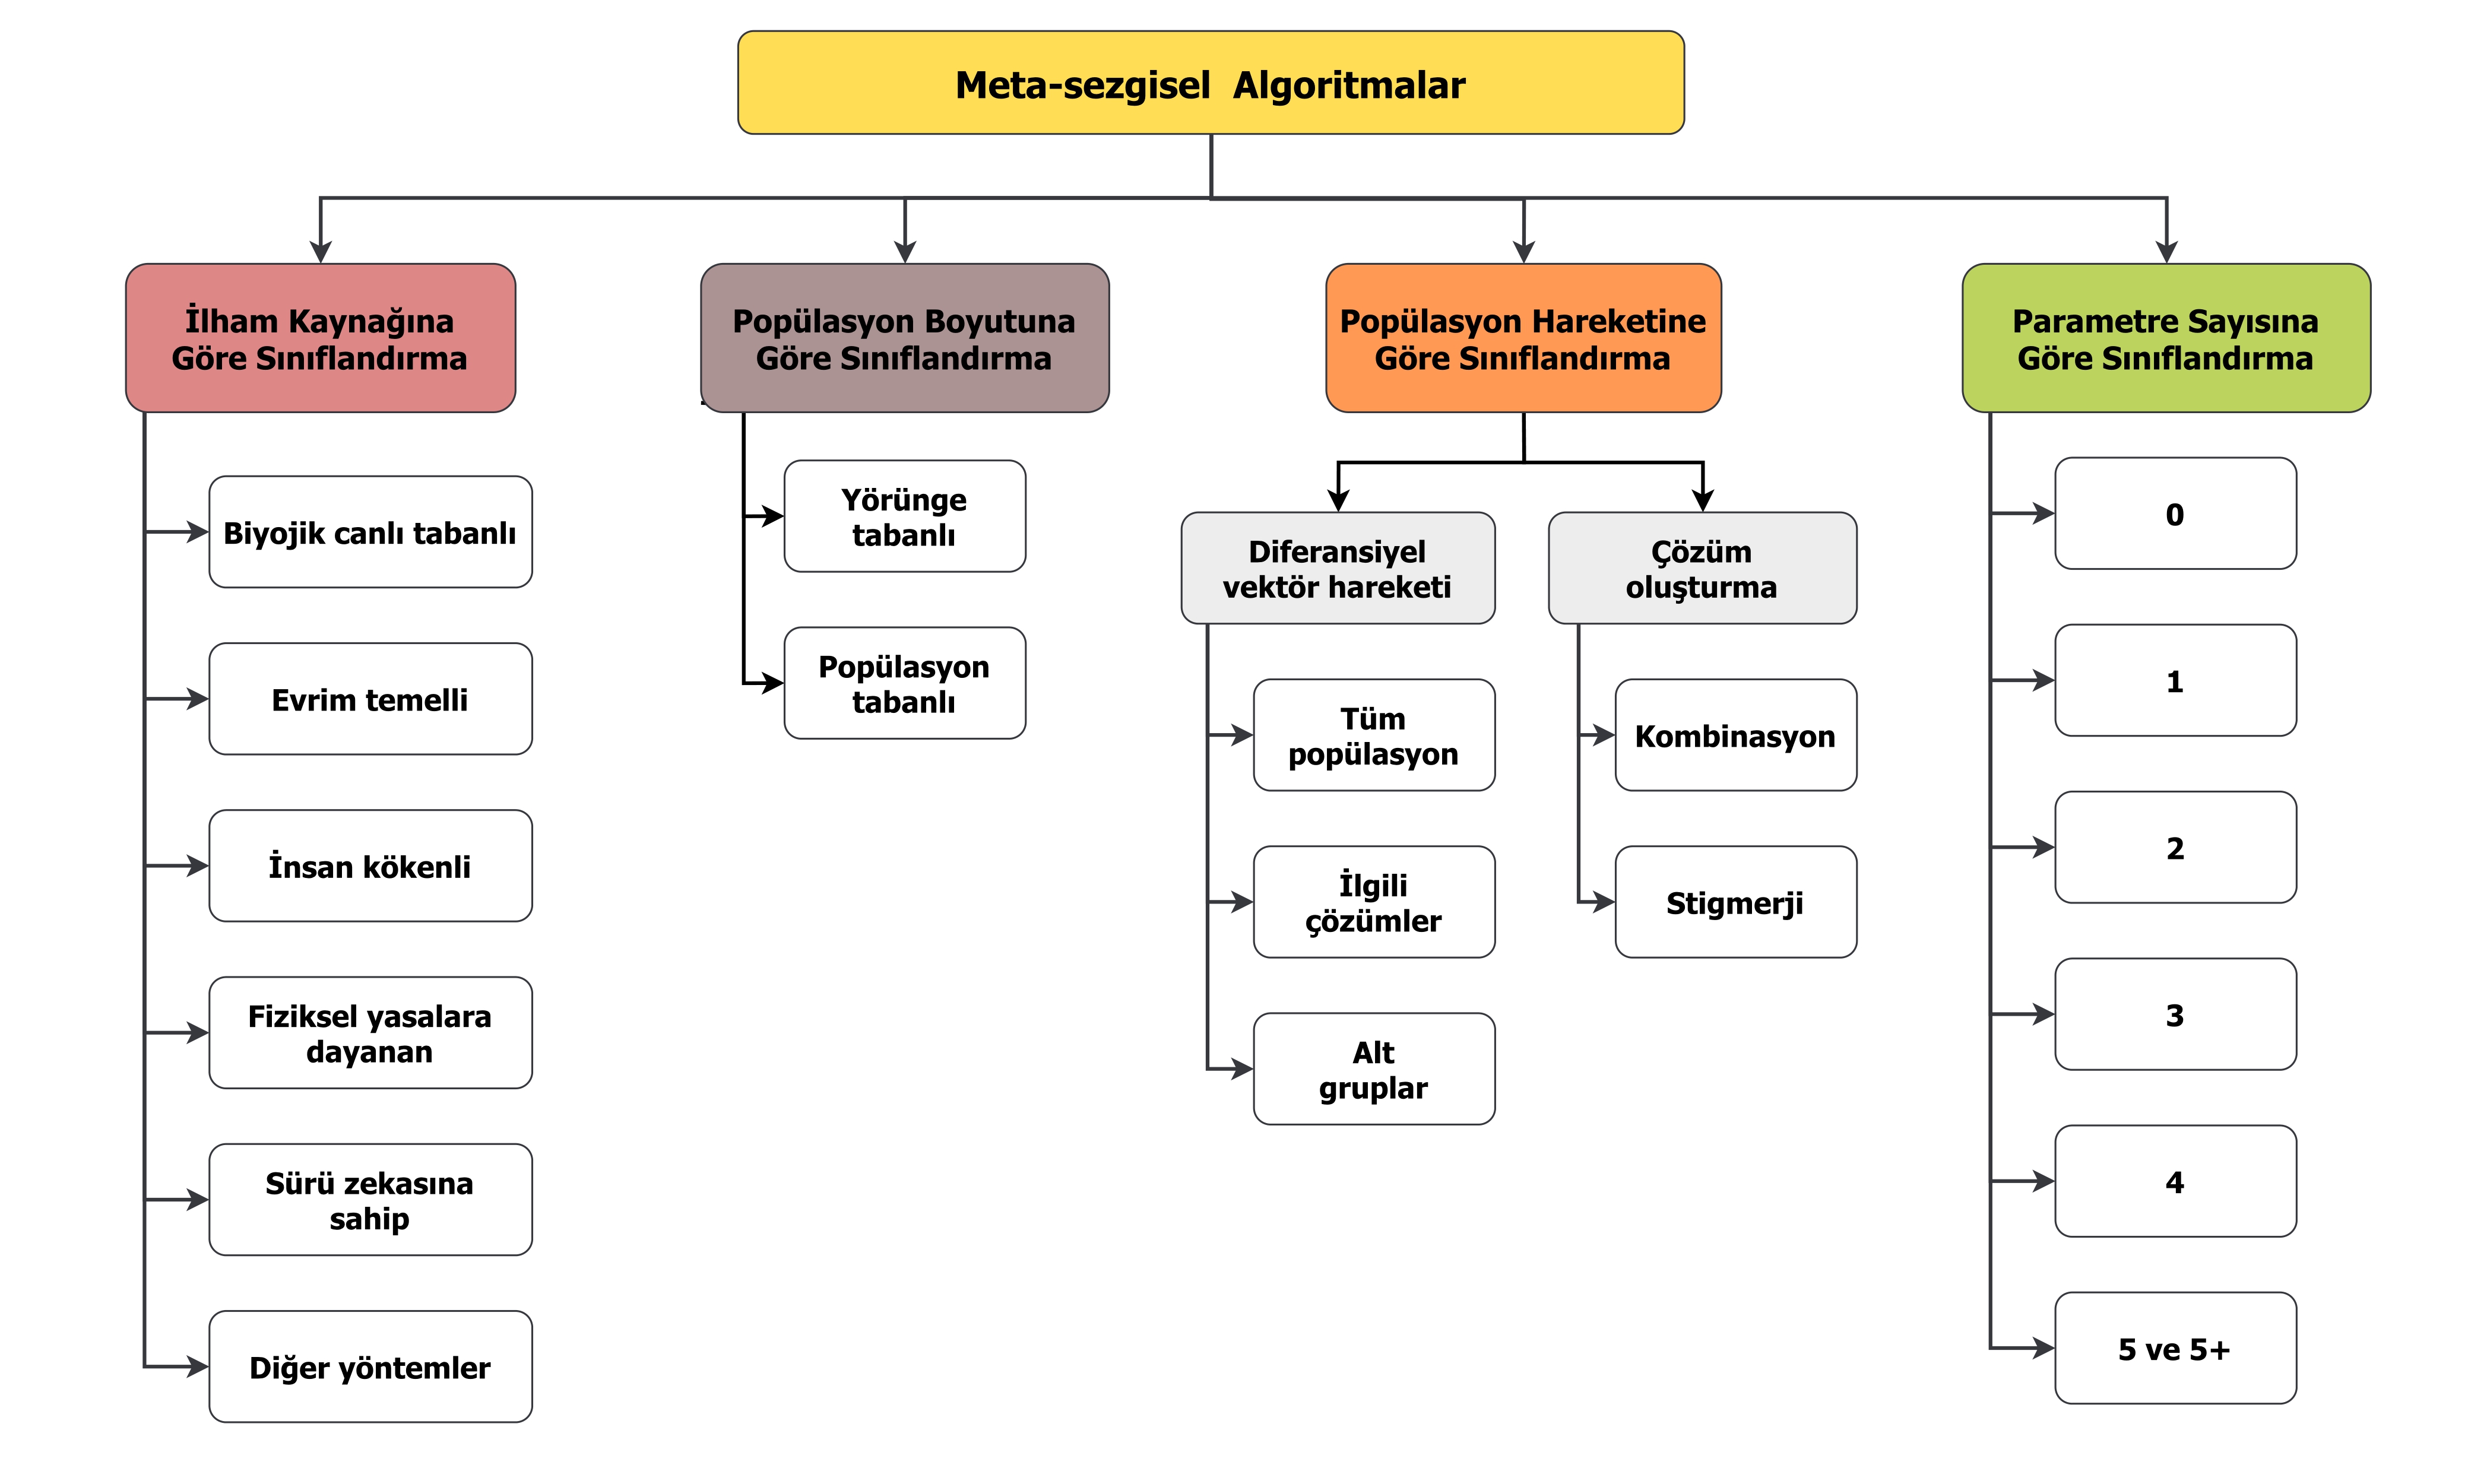 Meta-sezgisel Algoritmalar
İlham Kaynağına
Göre Sınıflandırma
Biyojik canlı tabanlı
Evrim temelli
İnsan kökenli
Fiziksel yasalara
dayanan
Sürü zekasına
sahip
Diğer yöntemler
Popülasyon Boyutuna
Göre Sınıflandırma
Yörünge
tabanlı
Popülasyon
tabanlı
Popülasyon Hareketine
Göre Sınıflandırma
Diferansiyel
vektör hareketi
Tüm
popülasyon
İlgili
çözümler
Alt
gruplar
Çözüm
oluşturma
Kombinasyon
Stigmerji
Parametre Sayısına
Göre Sınıflandırma
0
1
2
3
4
5 ve 5+